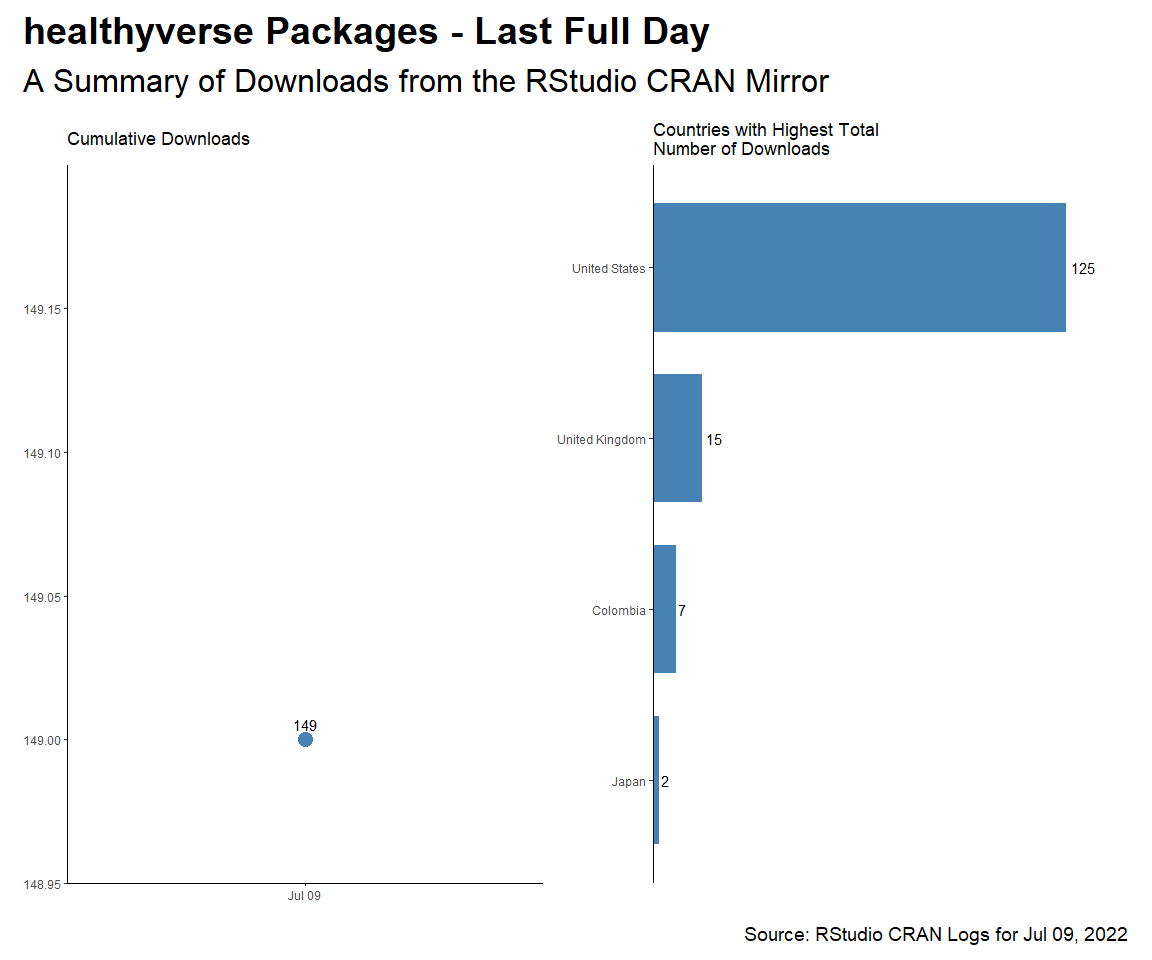 healthyverse Packages - Last Full Day
A Summary of Downloads from the RStudio CRAN Mirror
Cumulative Downloads
149.15
149.10
149.05
149.00
148.95
149
Jul 09
Countries with Highest Total
Number of Downloads
United States
125
United Kingdom
15
Colombia
7
Japan
2
Source: RStudio CRAN Logs for Jul 09, 2022